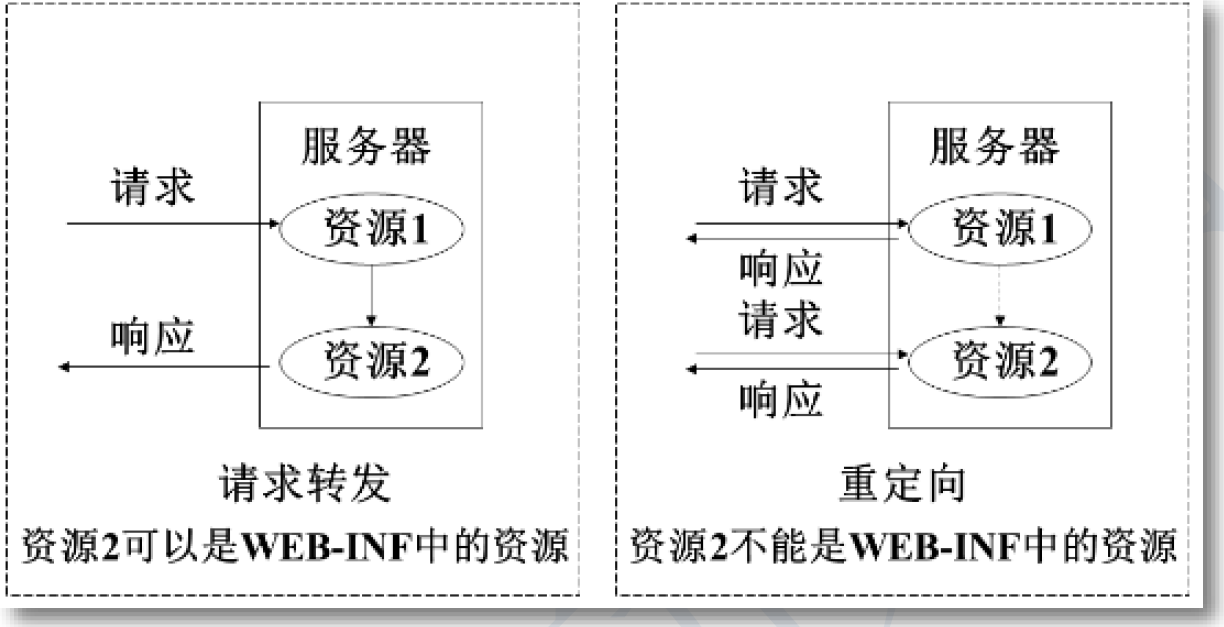 服务器
请求
资源1
响应
资源2
请求转发
资源2可以是WEB-INF中的资源
服务器
请求
资源1
响应
请求
资源2
响应
重定向
资源2不能是WEB-INF中的资源